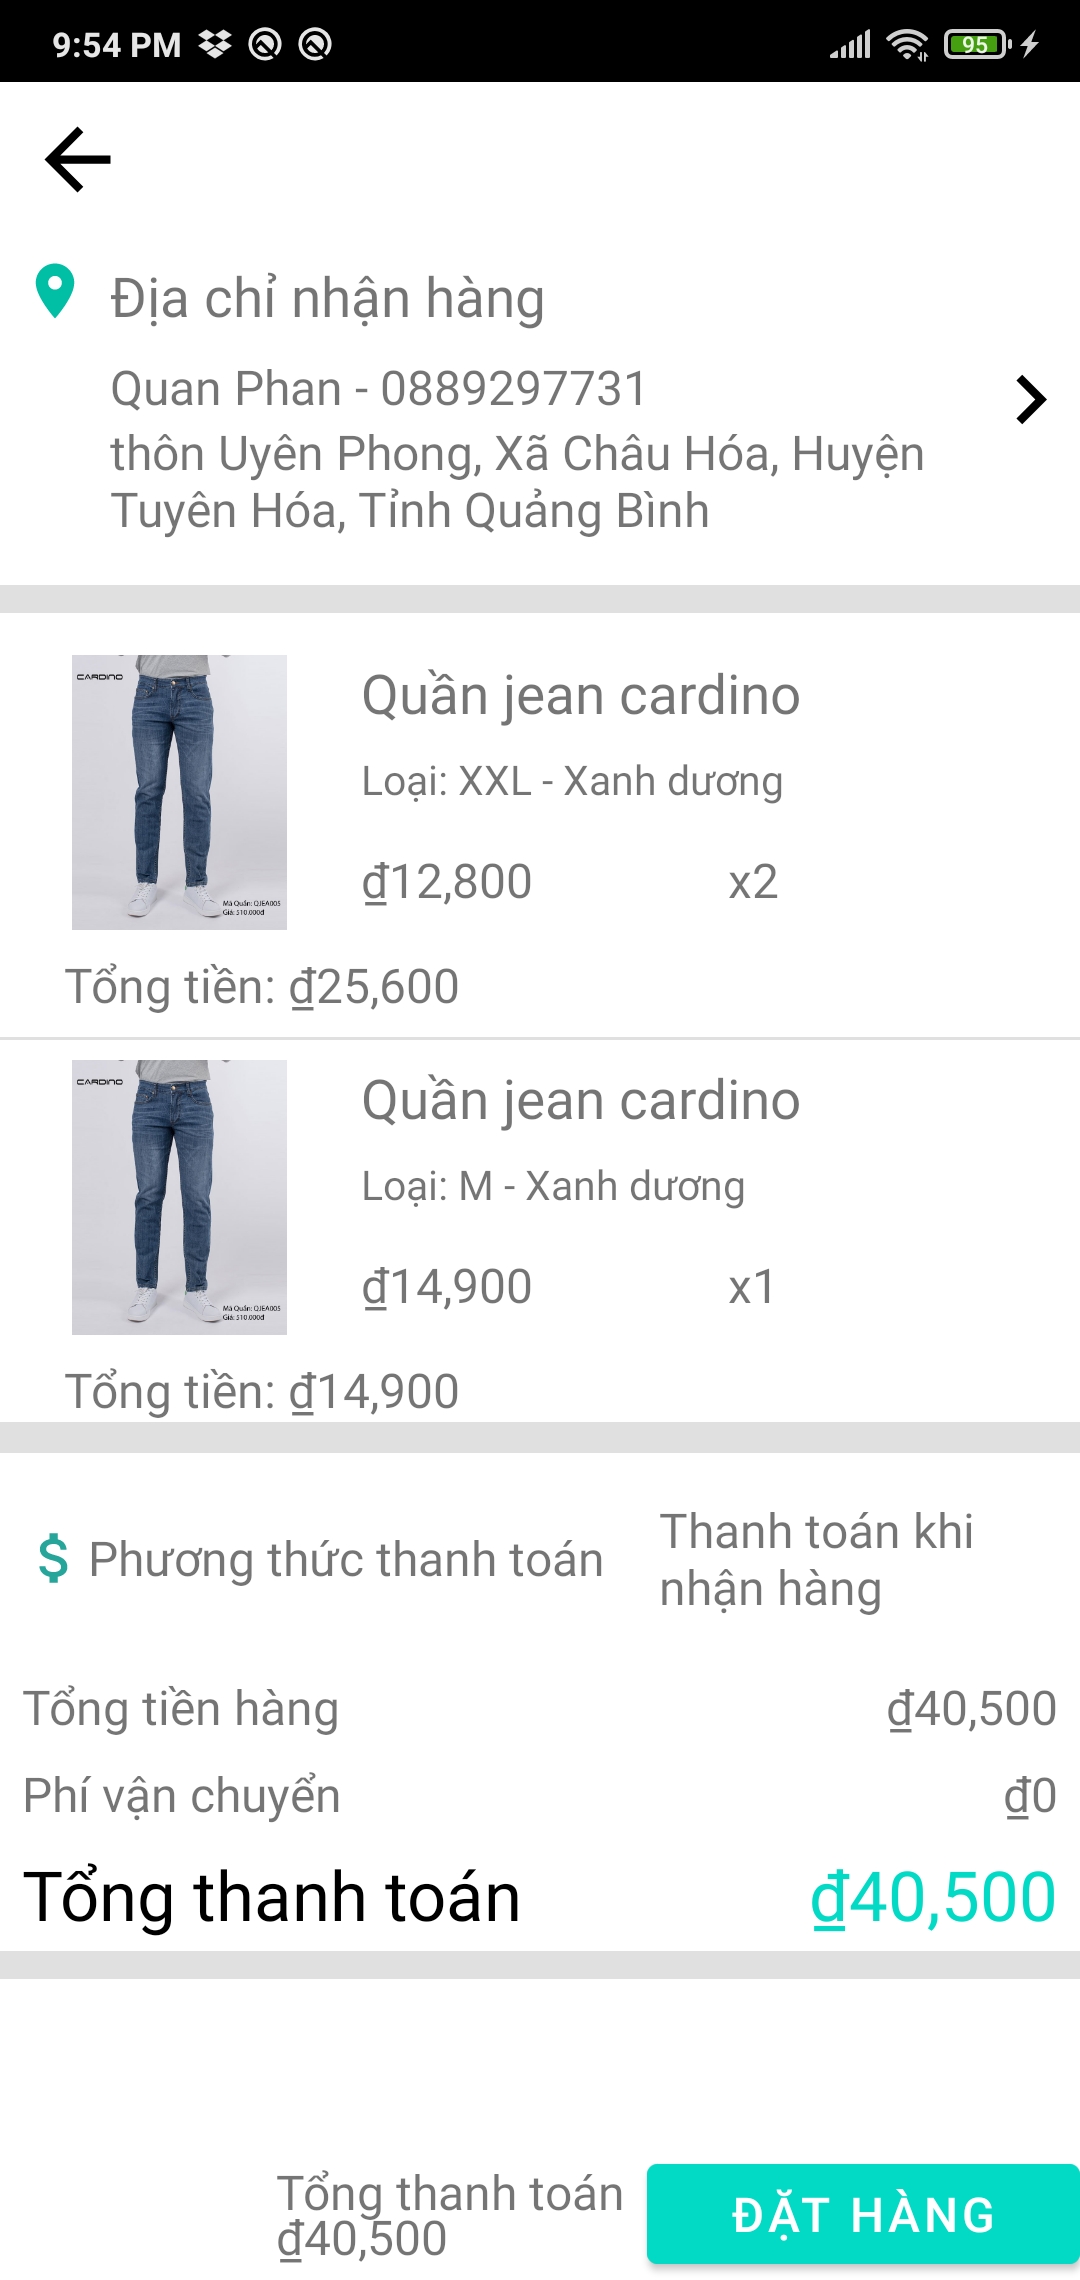 9:54 PM
95
Địa chỉ nhận hàng
Quan Phan - 0889297731
thôn Uyên Phong, Xã Châu Hóa, Huyện
Tuyên Hóa, Tỉnh Quảng Bình
CARDINO
Mã Quần: QJEA005
Giá: 510.000đ
Quần jean cardino
Loại: XXL - Xanh dương
₫12,800 x2
Tổng tiền: ₫25,600
CARDINO
Mã Quần: QJEA005
Giá: 510.000đ
Quần jean cardino
Loại: M - Xanh dương
₫14,900 x1
Tổng tiền: ₫14,900
$ Phương thức thanh toán
Thanh toán khi
nhận hàng
Tổng tiền hàng ₫40,500
Phí vận chuyển ₫0
Tổng thanh toán ₫40,500
Tổng thanh toán
₫40,500
ĐẶT HÀNG